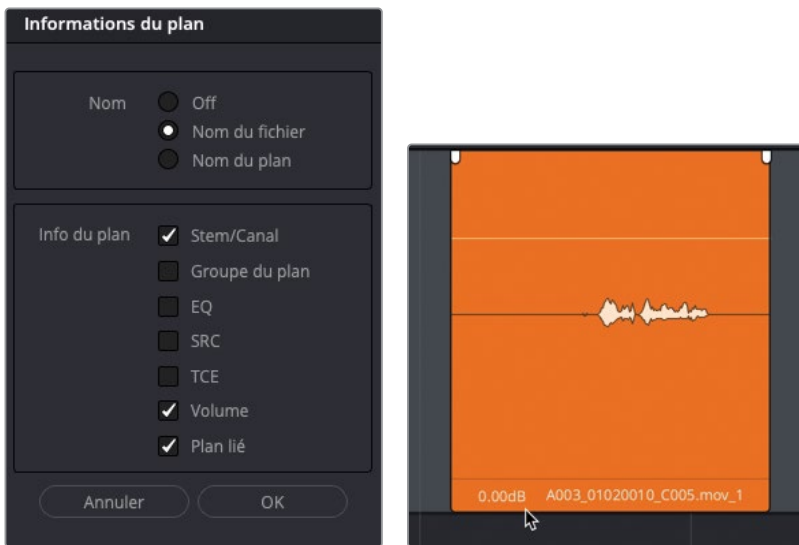 Informations du plan
Nom
Off
Nom du fichier
Nom du plan
Info du plan
Stem/Canal
Groupe du plan
EQ
SRC
TCE
Volume
Plan lié
Annuler
OK
0.00dB A003_01020010_C005.mov_1